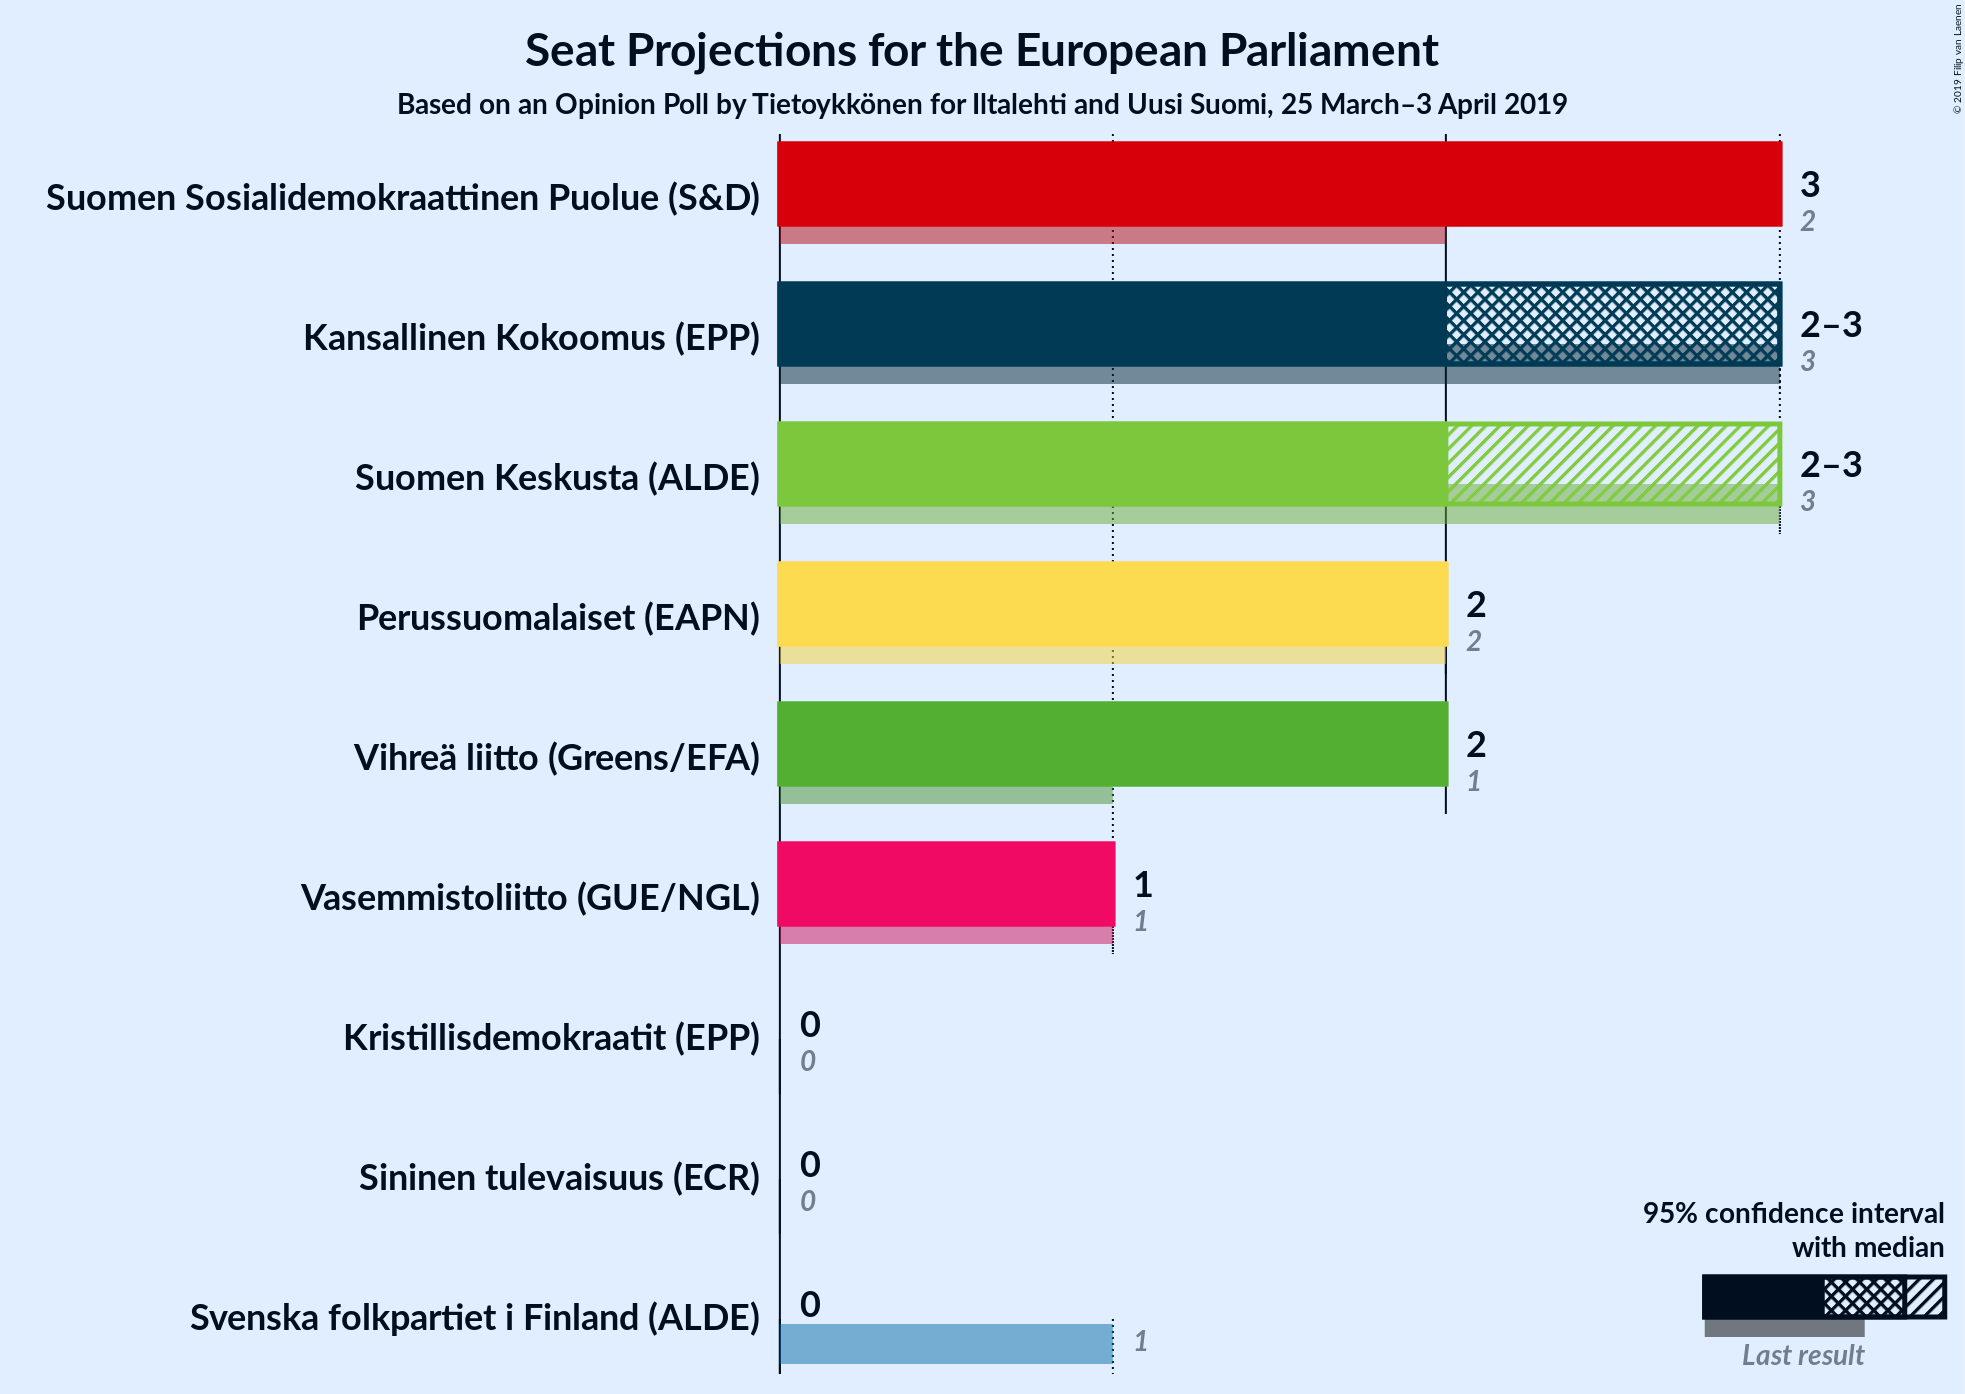 Seat Projections for the European Parliament
Based on an Opinion Poll by Tietoykkönen for Iltalehti and Uusi Suomi, 25 March–3 April 2019
© 2019 Filip van Laenen
Suomen Sosialidemokraattinen Puolue (S&D)
3
2
Kansallinen Kokoomus (EPP)
2–3
3
Suomen Keskusta (ALDE)
2–3
3
Perussuomalaiset (EAPN)
2
2
Vihreä liitto (Greens/EFA)
2
1
Vasemmistoliitto (GUE/NGL)
1
1
Kristillisdemokraatit (EPP)
0
0
Sininen tulevaisuus (ECR)
0
0
Svenska folkpartiet i Finland (ALDE)
0
1
95% confidence interval
with median
Last result